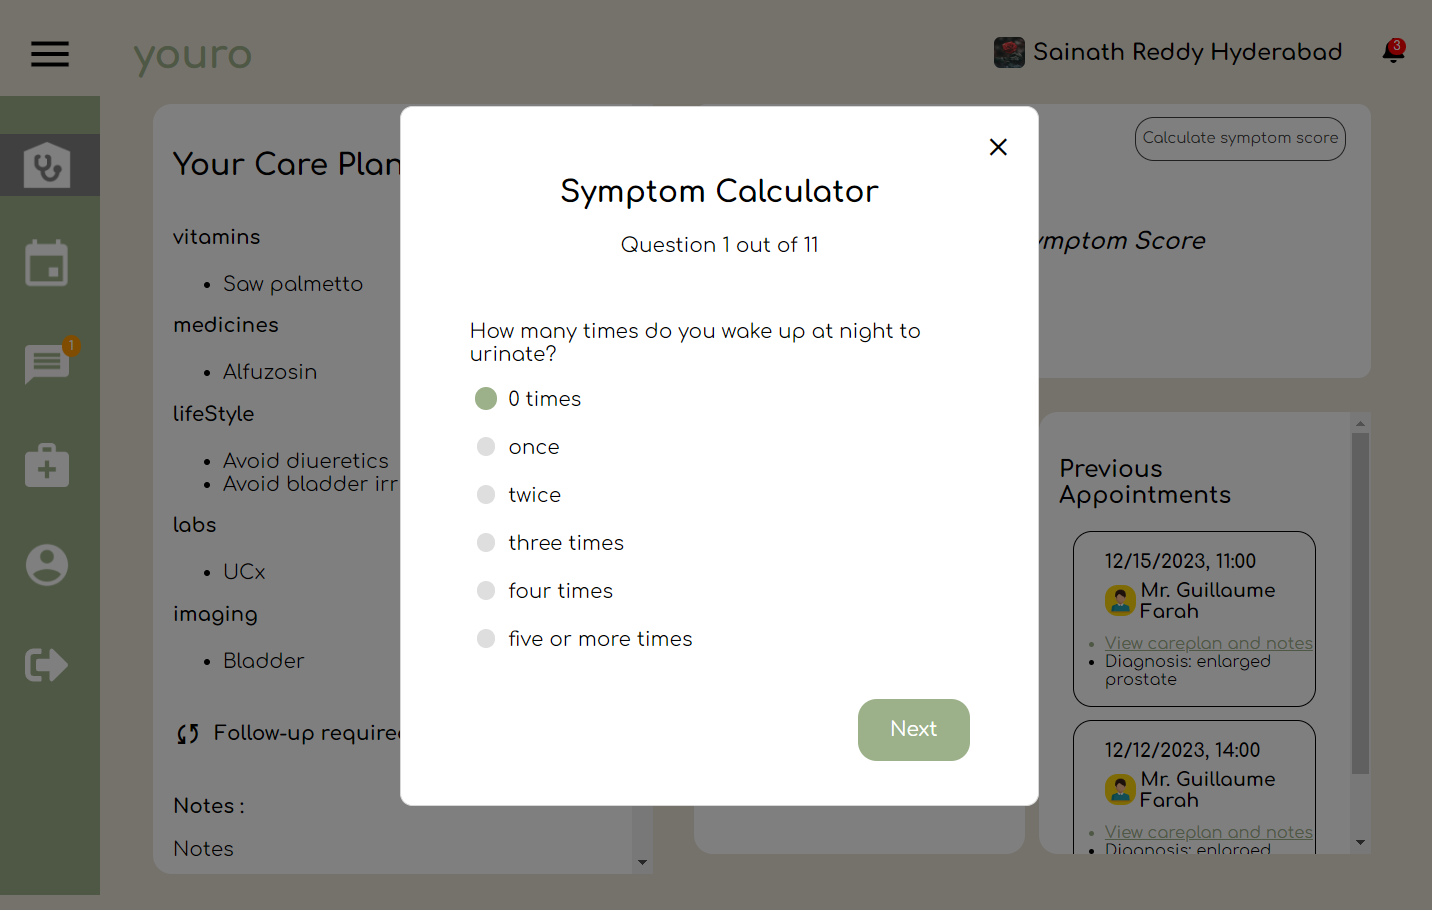 youro
Sainath Reddy Hyderabad
3
1
Your Care Plan
vitamins
Saw palmetto
medicines
Alfuzosin
lifeStyle
Avoid diueretics
Avoid bladder irr
labs
UCx
imaging
Bladder
Follow-up require
Notes :
Notes
Symptom Calculator
Question 1 out of 11
How many times do you wake up at night to
urinate?
0 times
once
twice
three times
four times
five or more times
Next
Calculate symptom score
ymptom Score
Previous
Appointments
12/15/2023, 11:00
Mr. Guillaume
Farah
View careplan and notes
Diagnosis: enlarged
prostate
12/12/2023, 14:00
Mr. Guillaume
Farah
View careplan and notes
Diagnosis: enlarged